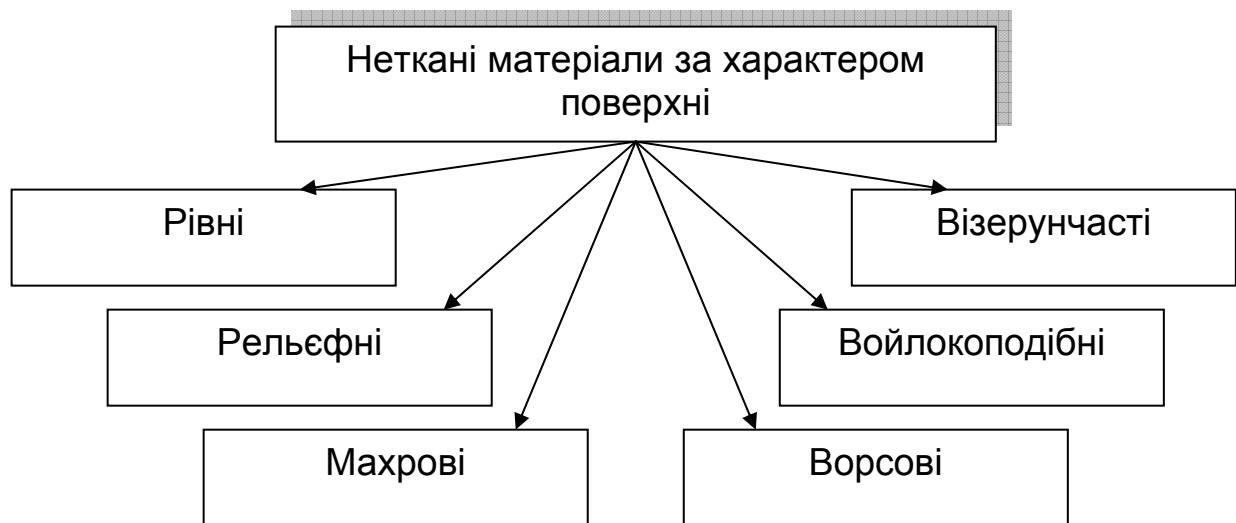 Неткані матеріали за характером
поверхні
Рівні
Візерунчасті
Рельєфні
Войлокоподібні
Махрові
Ворсові